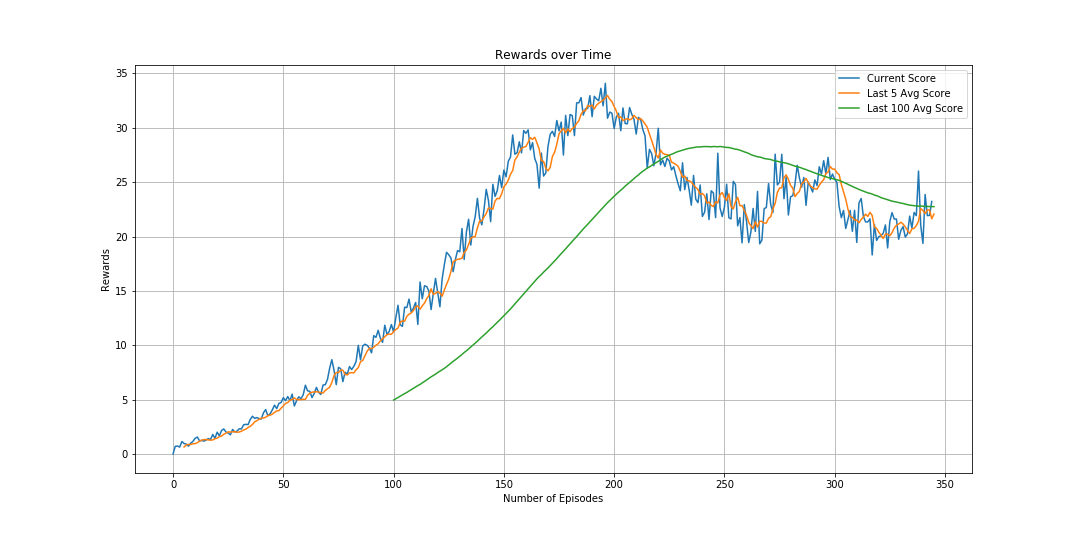 Rewards over Time
Current Score
Last 5 Avg Score
Last 100 Avg Score
35
30
25
20
15
10
5
0
Rewards
0 50 100 150 200 250 300 350
Number of Episodes